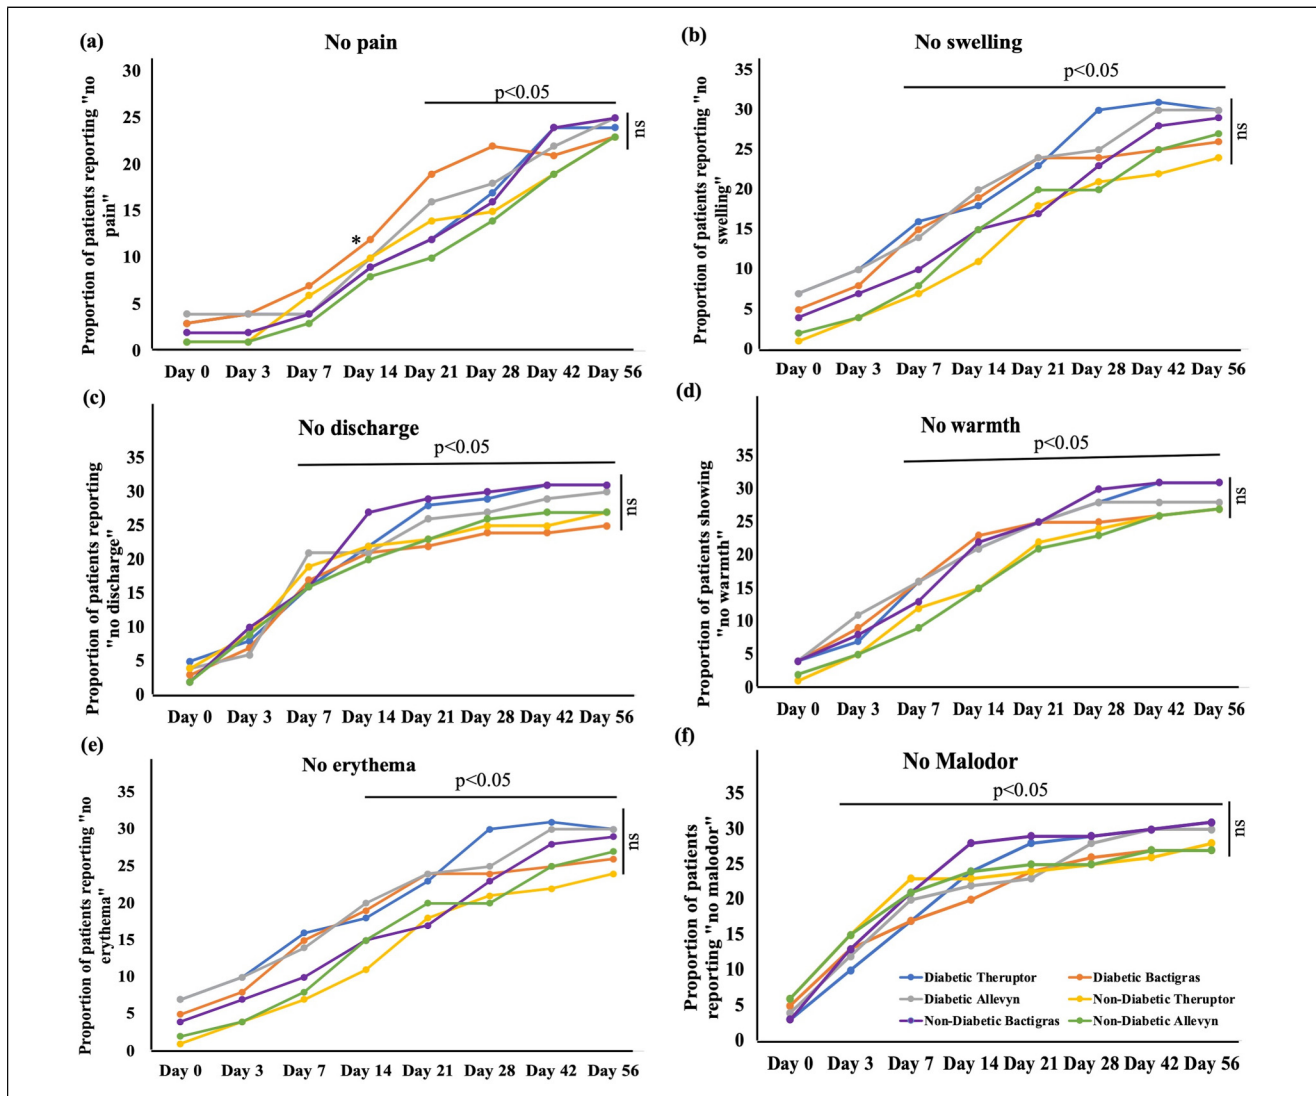 (a)
No pain
Proportion of patients reporting "no
pain"
30
25
20
15
10
5
0
p<0.05
ns
*
Day 0 Day 3 Day 7 Day 14 Day 21 Day 28 Day 42 Day 56
(b)
No swelling
Proportion of patients reporting "no
swelling"
35
30
25
20
15
10
5
0
p<0.05
ns
Day 0 Day 3 Day 7 Day 14 Day 21 Day 28 Day 42 Day 56
(c)
No discharge
Proportion of patients reporting
"no discharge"
35
30
25
20
15
10
5
0
p<0.05
ns
Day 0 Day 3 Day 7 Day 14 Day 21 Day 28 Day 42 Day 56
(d)
No warmth
Proportion of patients showing
"no warmth"
35
30
25
20
15
10
5
0
p<0.05
ns
Day 0 Day 3 Day 7 Day 14 Day 21 Day 28 Day 42 Day 56
(e)
No erythema
Proportion of patients reporting "no
erythema"
35
30
25
20
15
10
5
0
p<0.05
ns
Day 0 Day 3 Day 7 Day 14 Day 21 Day 28 Day 42 Day 56
(f)
No Malodor
Proportion of patients
reporting "no malodor"
35
30
25
20
15
10
5
0
p<0.05
ns
Diabetic Theruptor
Diabetic Bactigras
Diabetic Allevyn
Non-Diabetic Theruptor
Non-Diabetic Bactigras
Non-Diabetic Allevyn
Day 0 Day 3 Day 7 Day 14 Day 21 Day 28 Day 42 Day 56